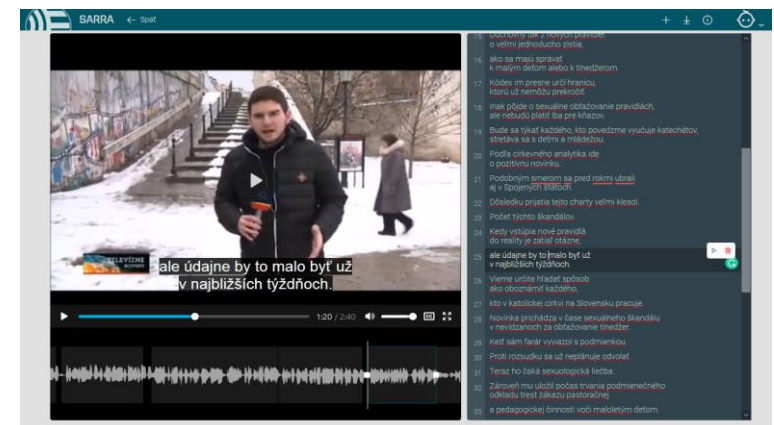 SARRA ← Späť
TELEVÍZNE
NOVINY
ale údajne by to malo byť už
v najbližších týždňoch.
1:20 / 2:40
15 Duchovný tak z nových pravidiel
o veľmi jednoducho zistia,
16 ako sa majú správať
k malým deťom alebo k tínedžerom.
17 Kódex im presne určí hranicu,
ktorú už nemôžu prekročiť.
18 Inak pôjde o sexuálne obťažovanie pravidlách,
ale nebudú platiť iba pre kňazov.
19 Bude sa týkať každého, kto povedzme vyučuje katechétov,
stretáva sa s deťmi a mládežou.
20 Podľa cirkevného analytika ide
o pozitívnu novinku.
21 Podobným smerom sa pred rokmi ubrali
aj v Spojených štátoch.
22 Dôsledku prijatia tejto charty veľmi klesol.
23 Počet týchto škandálov.
24 Kedy vstúpia nové pravidlá
do reality je zatiaľ otázne,
25 ale údajne by to malo byť už
v najbližších týždňoch.
26 Vieme určite hľadať spôsob
ako oboznámiť každého,
27 kto v katolíckej cirkvi na Slovensku pracuje.
28 Novinka prichádza v čase sexuálneho škandálu
v nevidzanoch za obťažovanie tínedžer.
29 Keď sám farár vyviazol s podmienkou.
30 Proti rozsudku sa už neplánuje odvolať.
31 Teraz ho čaká sexuologická liečba.
32 Zároveň mu uložil počas trvania podmienečného
odkladu trest zákazu pastoračnej
33 a pedagogickej činnosti voči maloletým deťom.